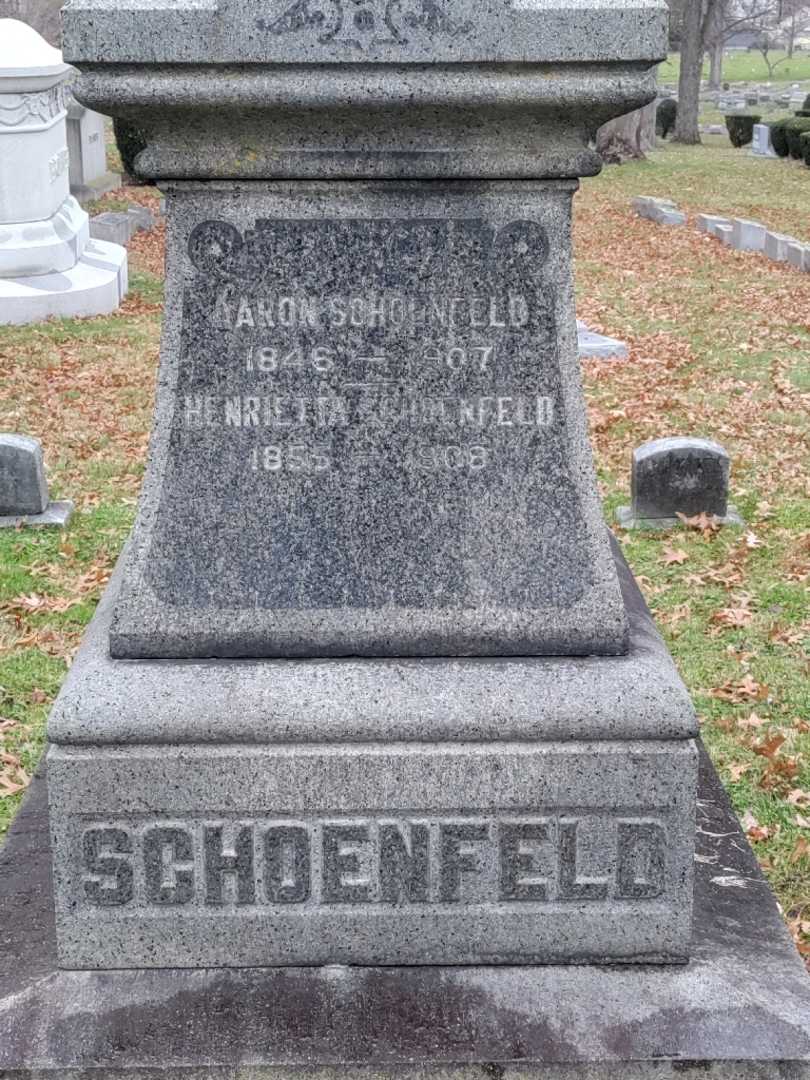 AARON SCHOENFELD
1846 — 1907
HENRIETTA SCHOENFELD
1855 — 1908
SCHOENFELD